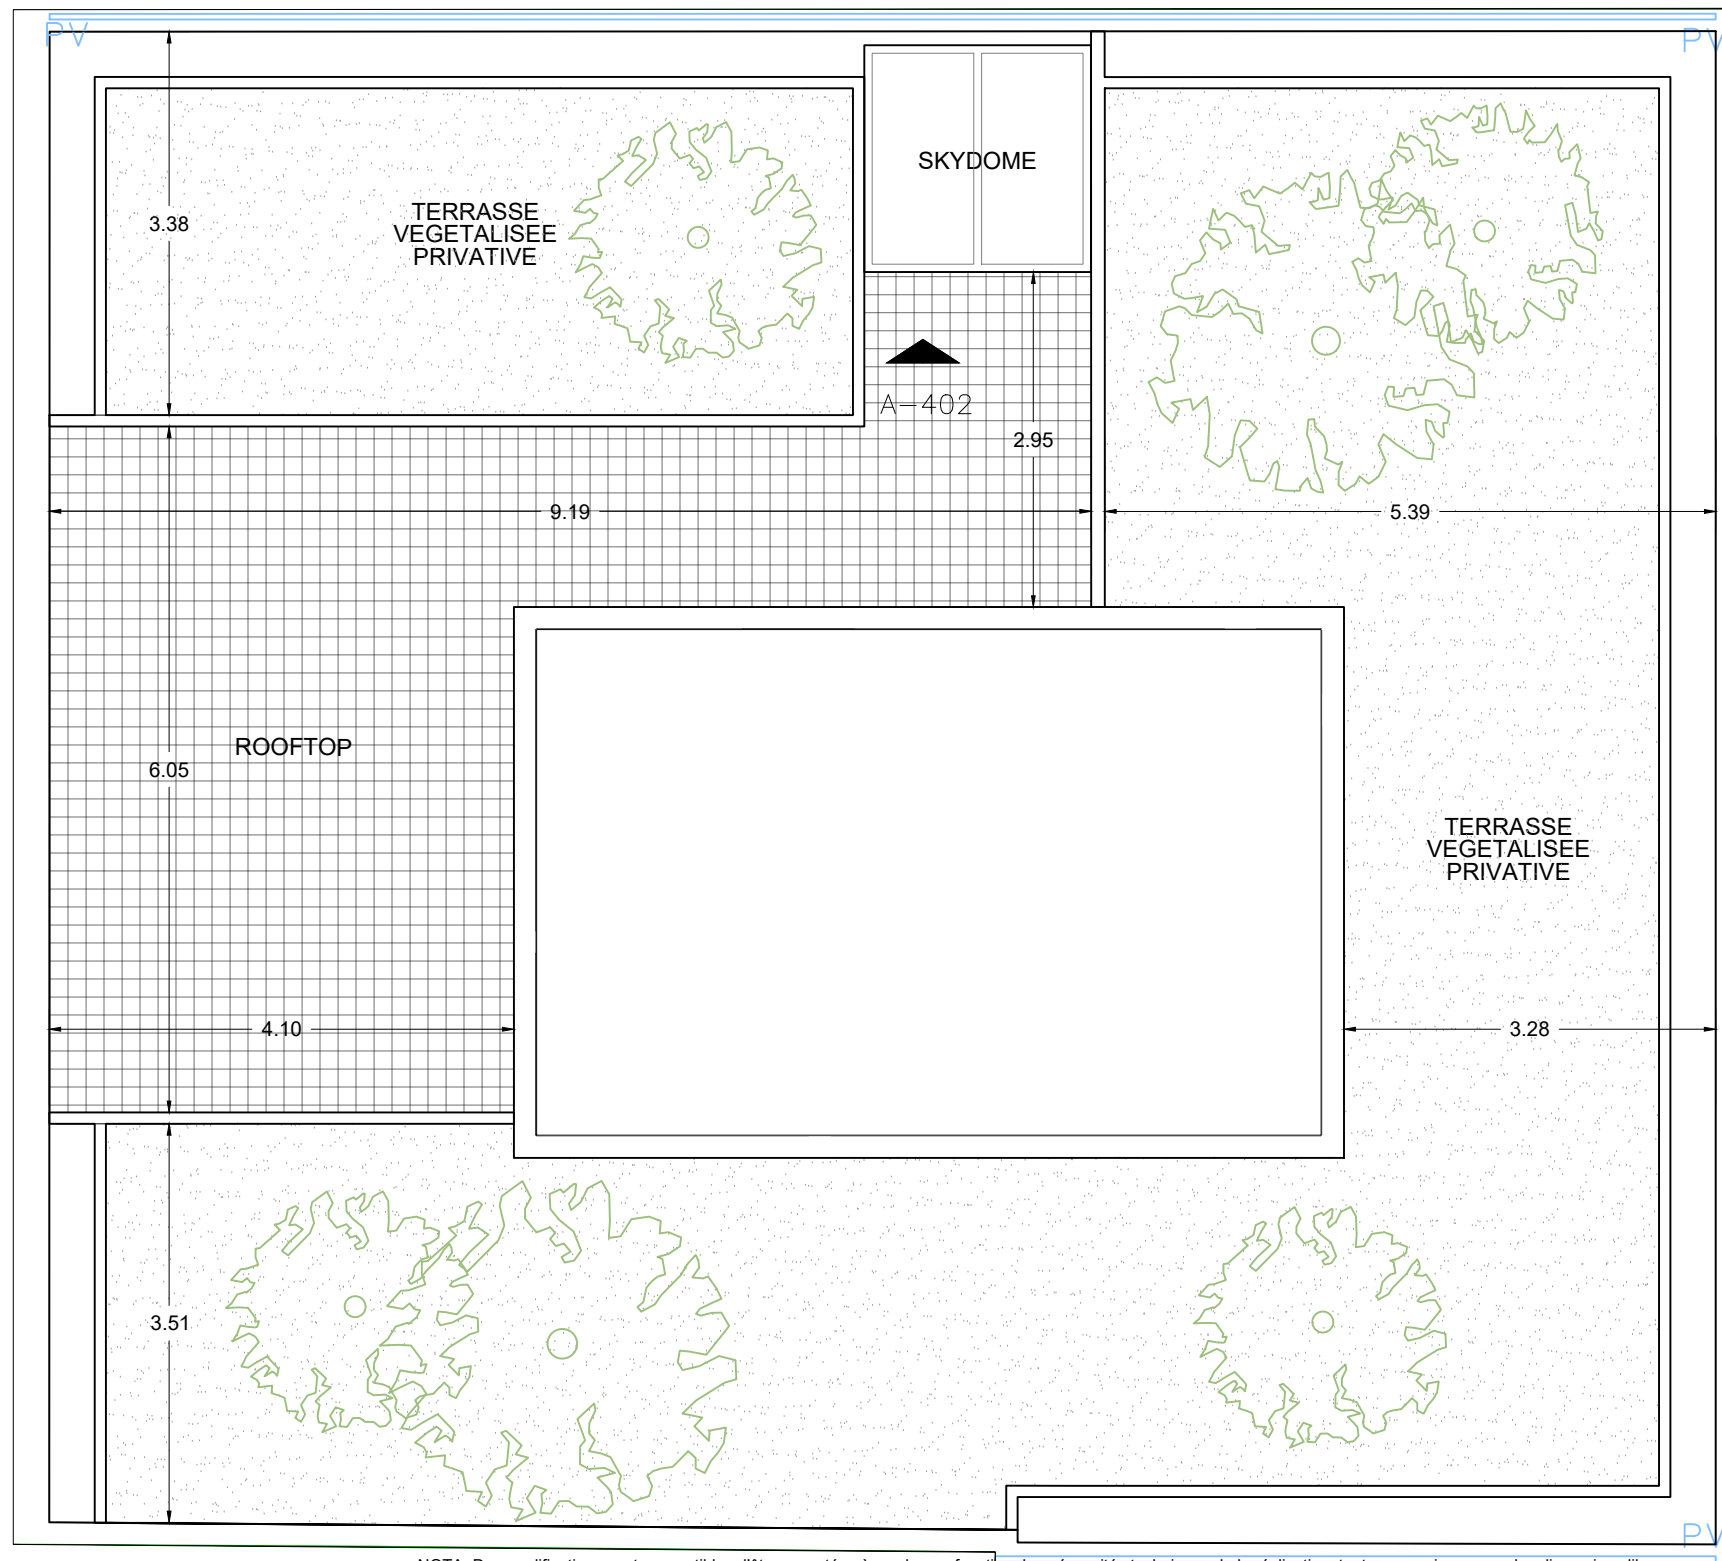 PV
PV
SKYDOME
TERRASSE
VEGETALISEE
PRIVATIVE
3.38
A-402
2.95
9.19
5.39
ROOFTOP
6.05
TERRASSE
VEGETALISEE
PRIVATIVE
4.10
3.28
3.51
PV